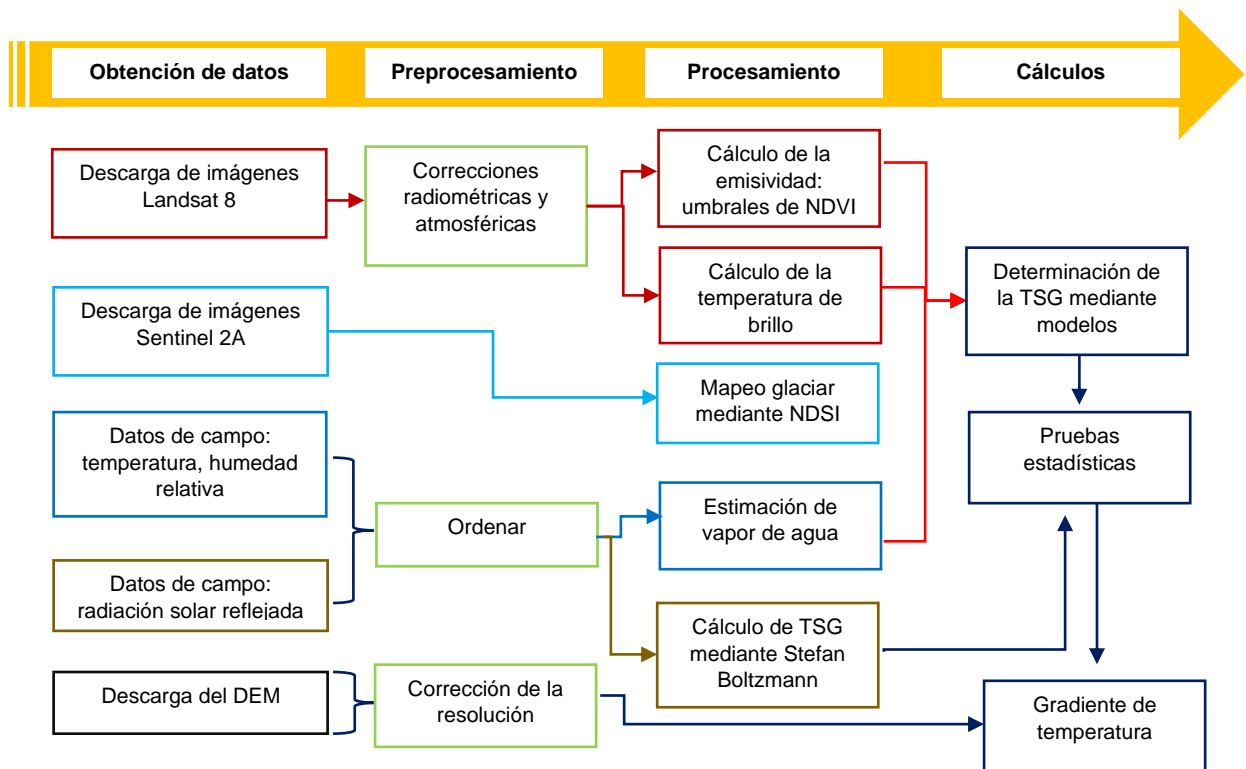 Obtención de datos
Preprocesamiento
Procesamiento
Cálculos
Descarga de imágenes
Landsat 8
Correcciones
radiométricas y
atmosféricas
Cálculo de la
emisividad:
umbrales de NDVI
Cálculo de la
temperatura de
brillo
Determinación de
la TSG mediante
modelos
Descarga de imágenes
Sentinel 2A
Mapeo glaciar
mediante NDSI
Pruebas
estadísticas
Datos de campo:
temperatura, humedad
relativa
Ordenar
Estimación de
vapor de agua
Datos de campo:
radiación solar reflejada
Cálculo de TSG
mediante Stefan
Boltzmann
Descarga del DEM
Corrección de la
resolución
Gradiente de
temperatura